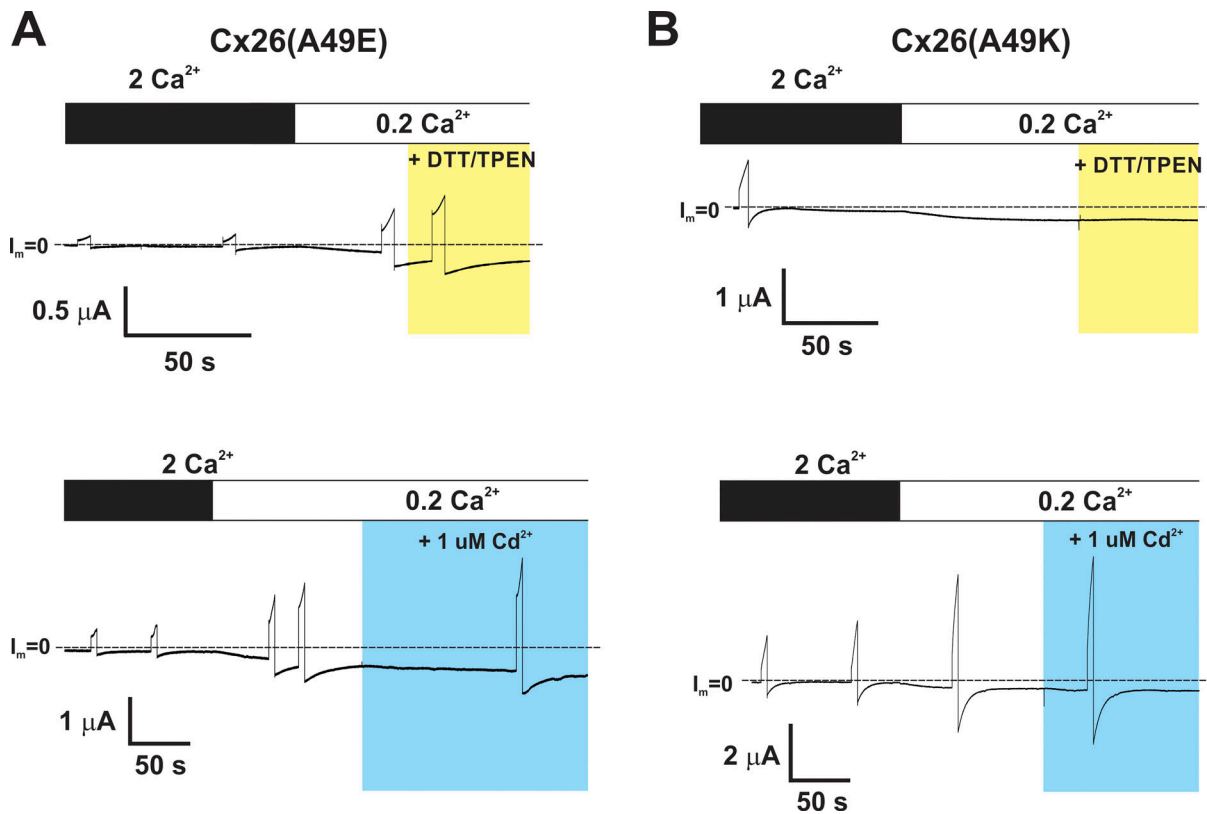 A
Cx26(A49E)
2 Ca²⁺
0.2 Ca²⁺
+ DTT/TPEN
Iₘ=0
0.5 μA
50 s
2 Ca²⁺
0.2 Ca²⁺
+ 1 uM Cd²⁺
Iₘ=0
1 μA
50 s
B
Cx26(A49K)
2 Ca²⁺
0.2 Ca²⁺
+ DTT/TPEN
Iₘ=0
1 μA
50 s
2 Ca²⁺
0.2 Ca²⁺
+ 1 uM Cd²⁺
Iₘ=0
2 μA
50 s